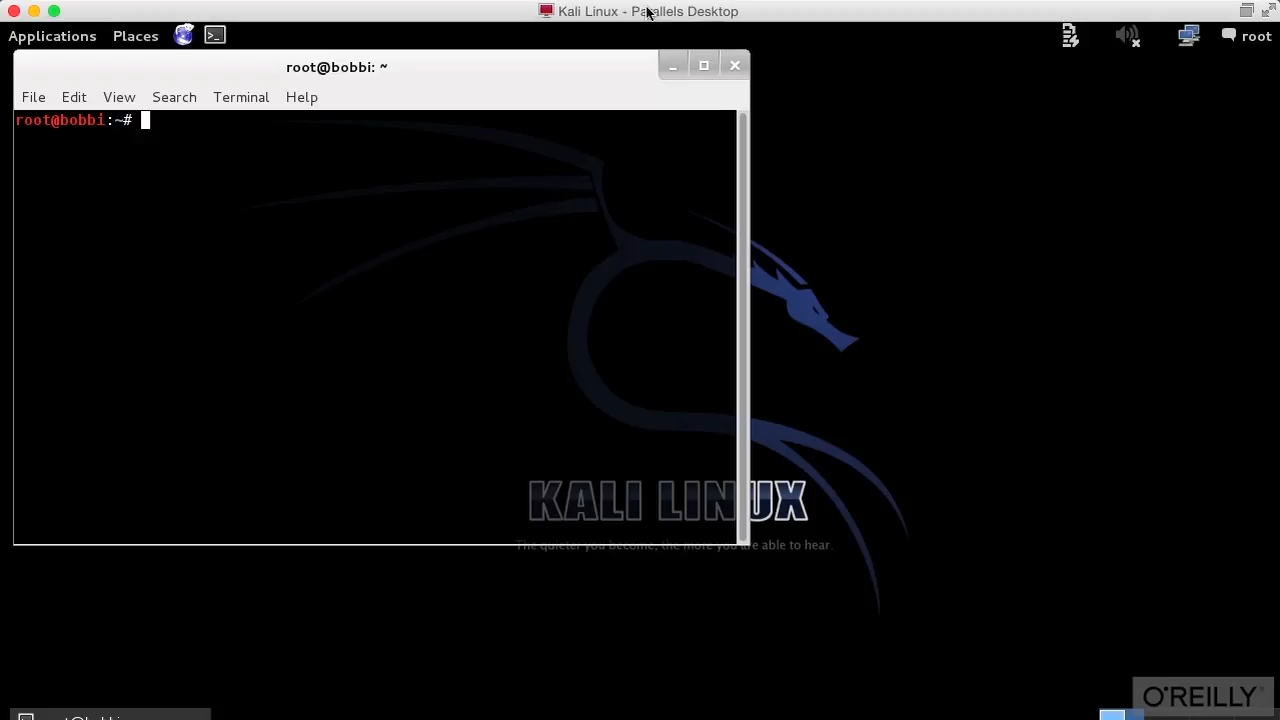 Kali Linux - Parallels Desktop
Applications Places root
root@bobbi: ~
File Edit View Search Terminal Help
root@bobbi:~#
KALI LINUX
The quieter you become, the more you are able to hear.
O'REILLY